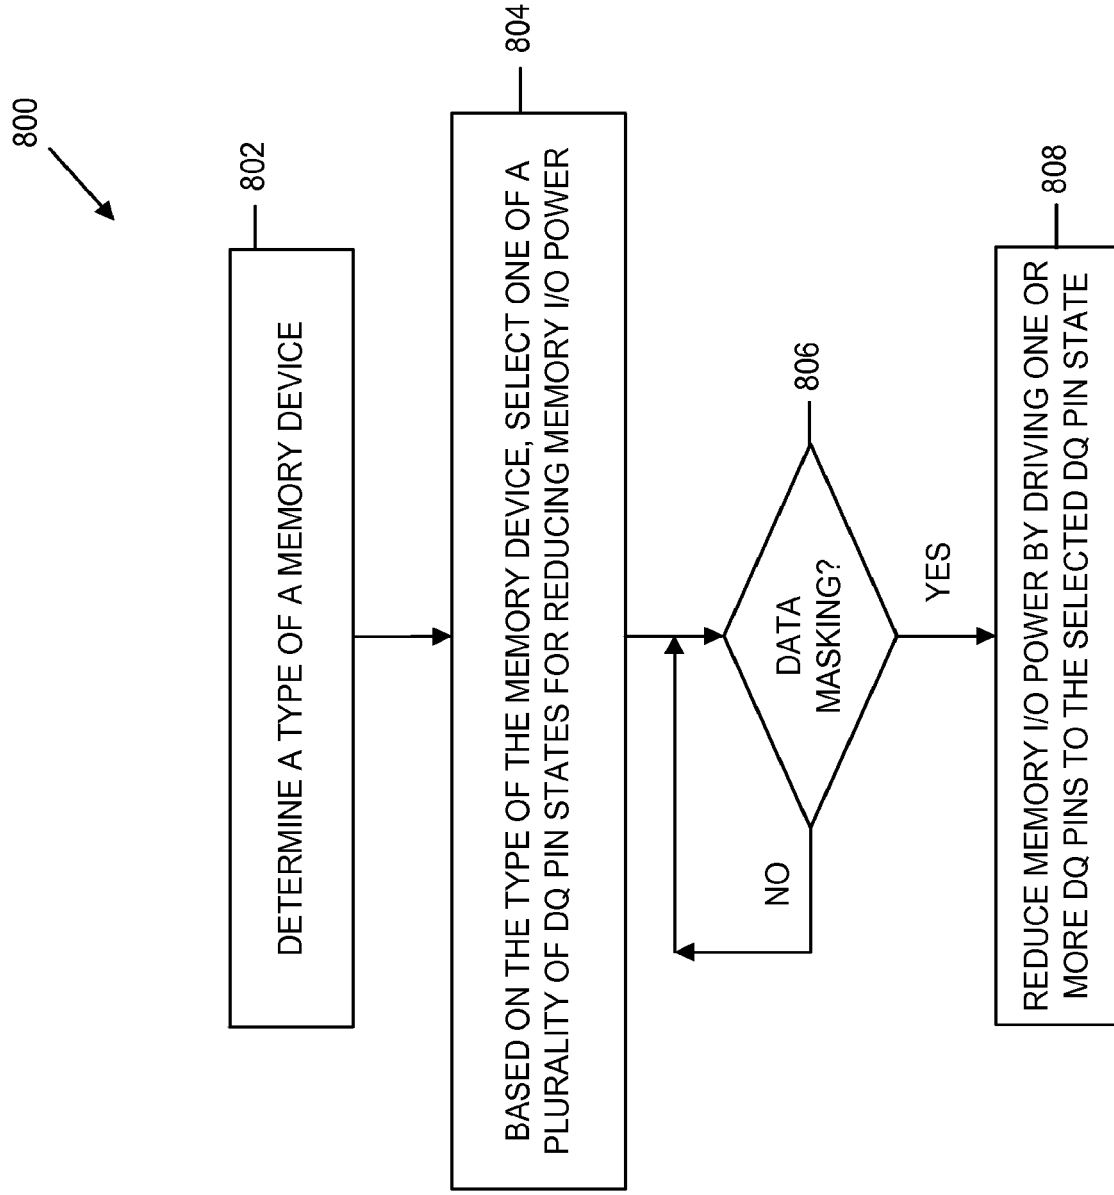 800
802
DETERMINE A TYPE OF A MEMORY DEVICE
804
BASED ON THE TYPE OF THE MEMORY DEVICE, SELECT ONE OF A
PLURALITY OF DQ PIN STATES FOR REDUCING MEMORY I/O POWER
806
DATA
MASKING?
NO
YES
808
REDUCE MEMORY I/O POWER BY DRIVING ONE OR
MORE DQ PINS TO THE SELECTED DQ PIN STATE